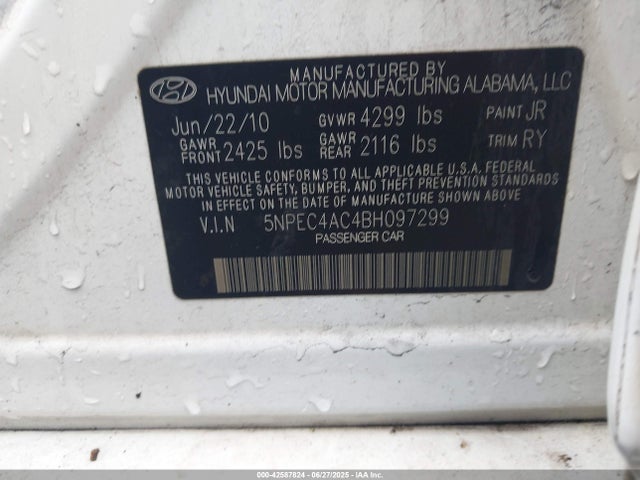 MANUFACTURED BY
HYUNDAI MOTOR MANUFACTURING ALABAMA, LLC
Jun/22/10 GVWR 4299 lbs PAINT JR
GAWR FRONT 2425 lbs GAWR REAR 2116 lbs TRIM RY
THIS VEHICLE CONFORMS TO ALL APPLICABLE U.S.A. FEDERAL
MOTOR VEHICLE SAFETY, BUMPER, AND THEFT PREVENTION STANDARDS
IN EFFECT ON THE DATE OF MANUFACTURE SHOWN ABOVE.
V.I.N 5NPEC4AC4BH097299
PASSENGER CAR
000-42587824 06/27/2025 IAA, Inc. Copyright